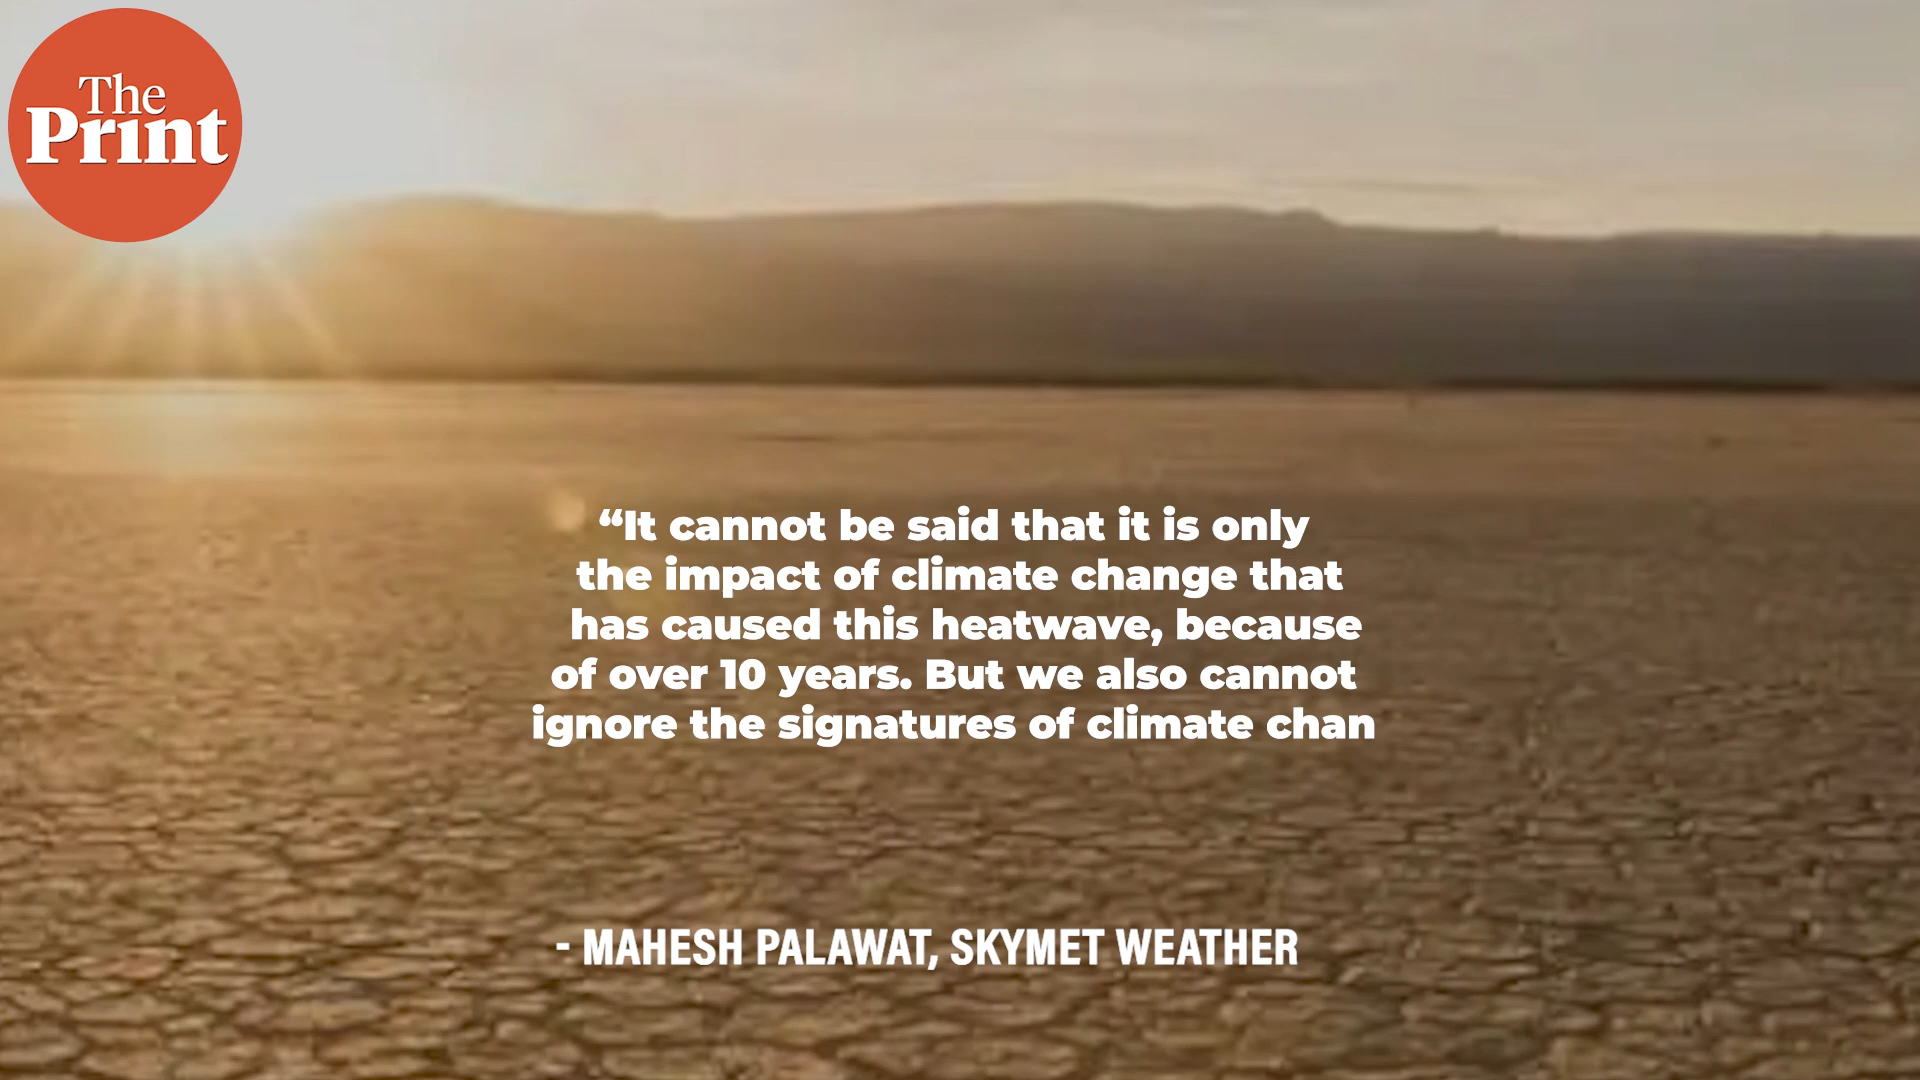 The
Print
“It cannot be said that it is only
the impact of climate change that
has caused this heatwave, because
of over 10 years. But we also cannot
ignore the signatures of climate chan
- MAHESH PALAWAT, SKYMET WEATHER